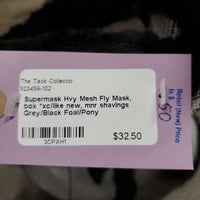 The Tack Collector
523459-102
Supermask Hvy Mesh Fly Mask,
box *xc/like new, mnr shavings
Grey/Black Foal/Pony
$32.50
3CPXH1
Retail (New) Price
is $ 50